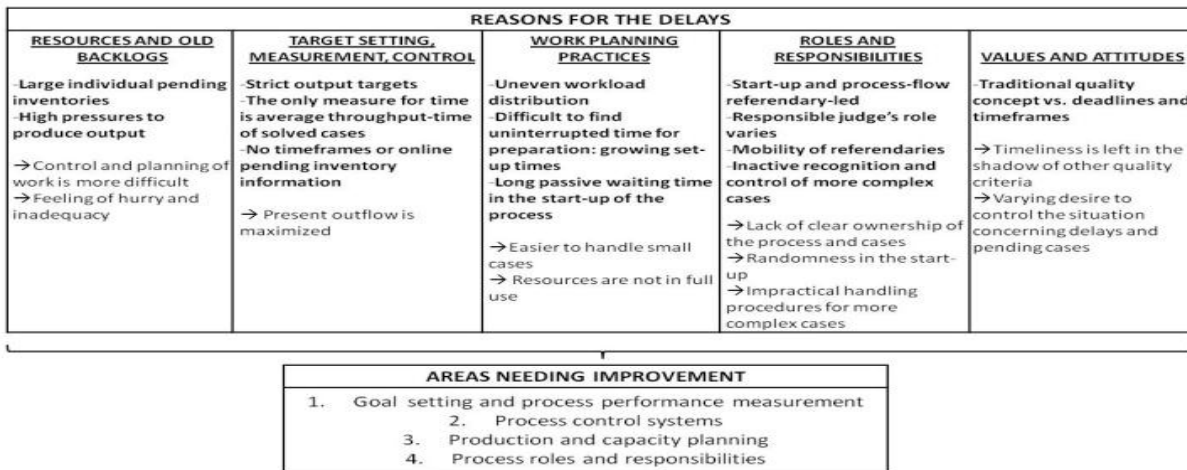 REASONS FOR THE DELAYS
RESOURCES AND OLD
BACKLOGS
-Large individual pending
inventories
-High pressures to
produce output
→Control and planning of
work is more difficult
→Feeling of hurry and
inadequacy
TARGET SETTING,
MEASUREMENT, CONTROL
-Strict output targets
-The only measure for time
is average throughput-time
of solved cases
-No timeframes or online
pending inventory
information
→ Present outflow is
maximized
WORK PLANNING
PRACTICES
-Uneven workload
distribution
-Difficult to find
uninterrupted time for
preparation: growing set-
up times
-Long passive waiting time
in the start-up of the
process
→Easier to handle small
cases
→ Resources are not in full
use
ROLES AND
RESPONSIBILITIES
-Start-up and process-flow
referendary-led
-Responsible judge's role
varies
-Mobility of referendaries
-Inactive recognition and
control of more complex
cases
→Lack of clear ownership of
the process and cases
→Randomness in the start-
up
→Impractical handling
procedures for more
complex cases
VALUES AND ATTITUDES
-Traditional quality
concept vs. deadlines and
timeframes
→Timeliness is left in the
shadow of other quality
criteria
→Varying desire to
control the situation
concerning delays and
pending cases
AREAS NEEDING IMPROVEMENT
1. Goal setting and process performance measurement
2. Process control systems
3. Production and capacity planning
4. Process roles and responsibilities